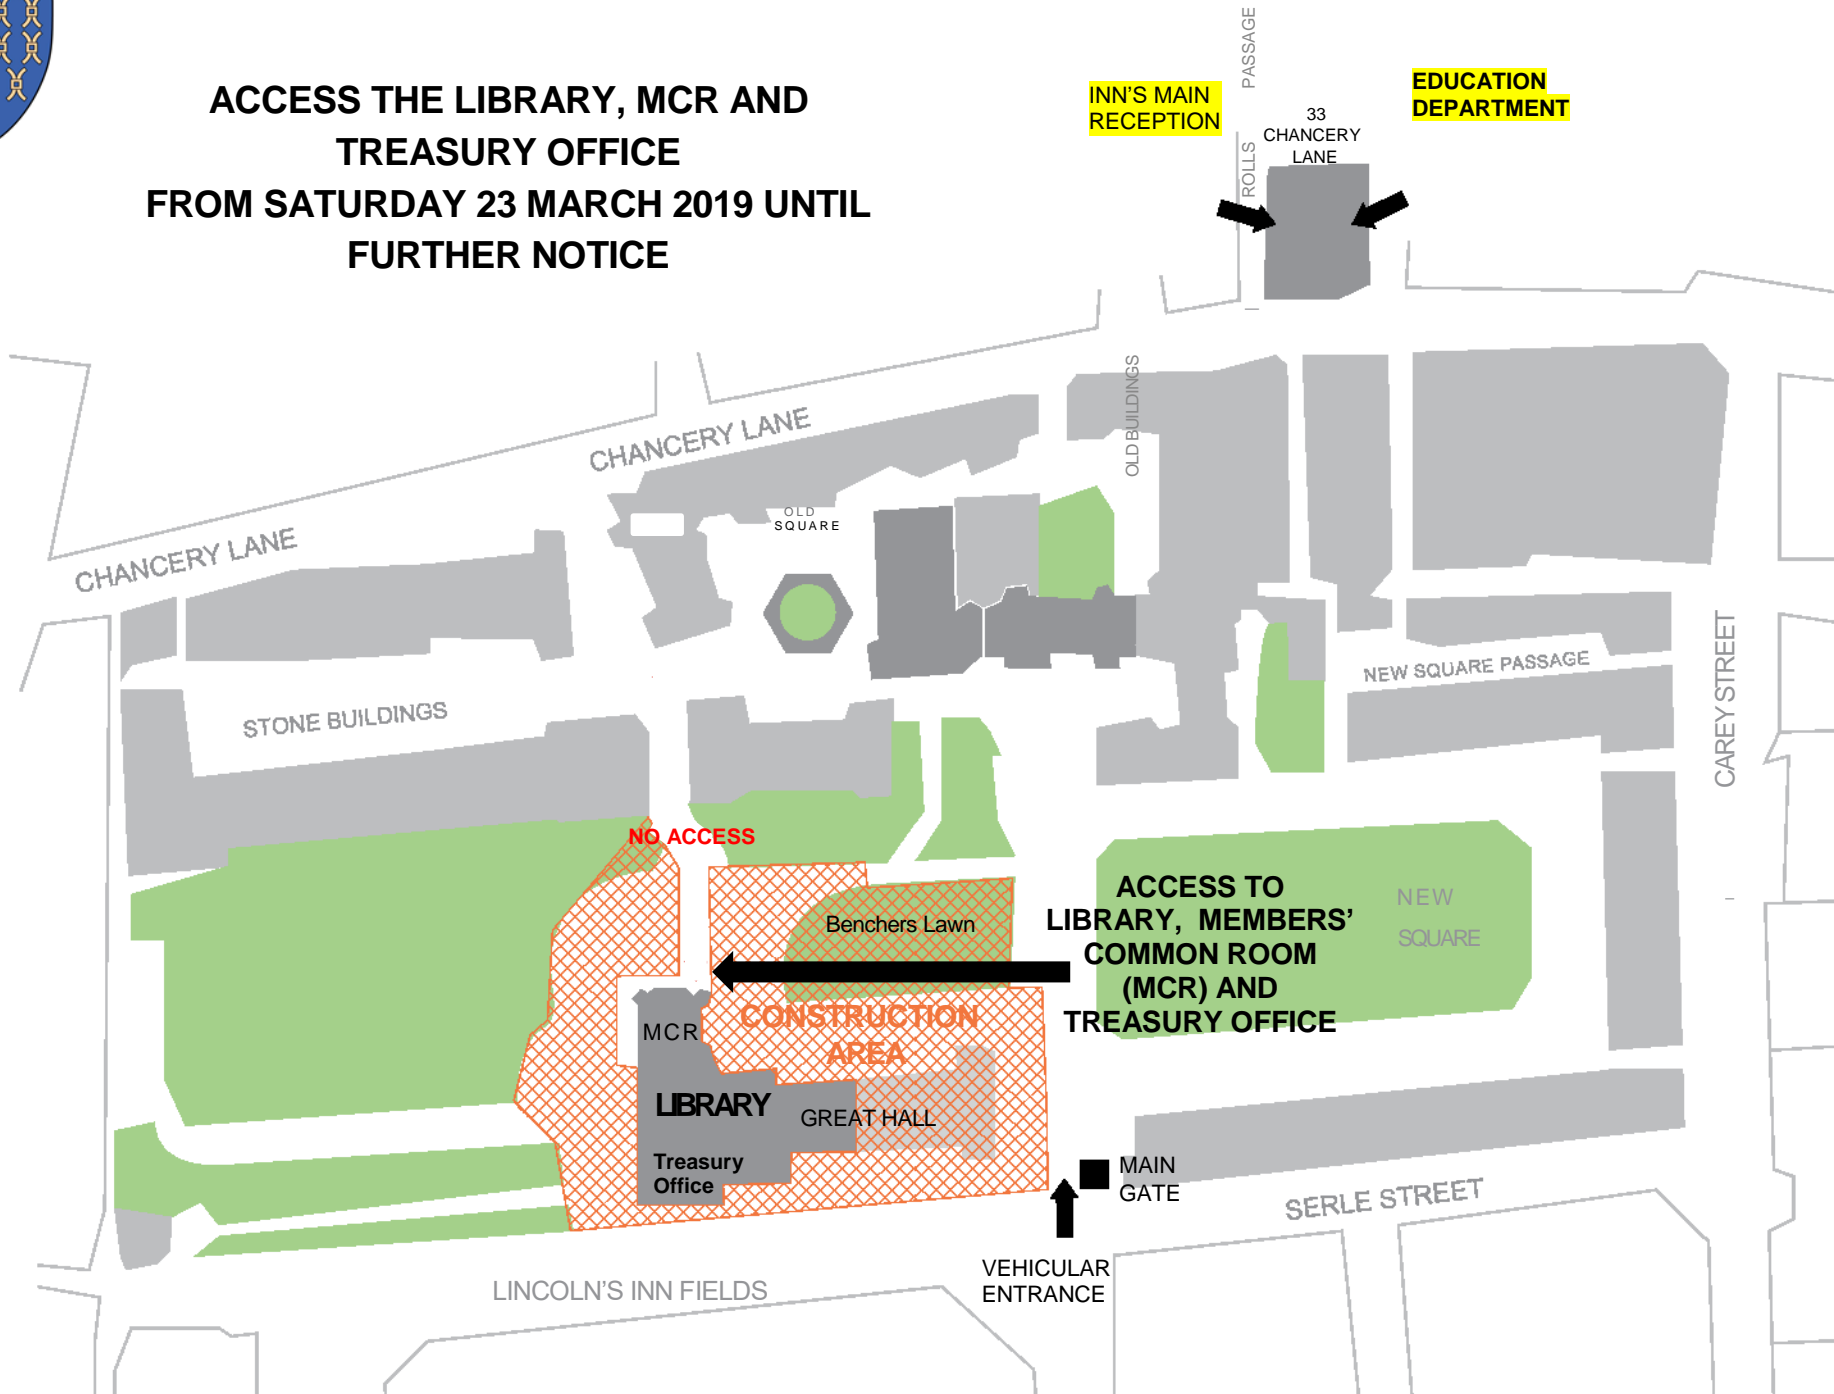 ACCESS THE LIBRARY, MCR AND
TREASURY OFFICE
FROM SATURDAY 23 MARCH 2019 UNTIL
FURTHER NOTICE
INN'S MAIN
RECEPTION
ROLLS PASSAGE
33
CHANCERY
LANE
EDUCATION
DEPARTMENT
CHANCERY LANE
OLD BUILDINGS
OLD
SQUARE
CHANCERY LANE
STONE BUILDINGS
NEW SQUARE PASSAGE
CAREY STREET
NO ACCESS
Benchers Lawn
ACCESS TO
LIBRARY, MEMBERS'
COMMON ROOM
(MCR) AND
TREASURY OFFICE
NEW
SQUARE
CONSTRUCTION
AREA
MCR
LIBRARY
GREAT HALL
Treasury
Office
MAIN
GATE
SERLE STREET
VEHICULAR
ENTRANCE
LINCOLN'S INN FIELDS